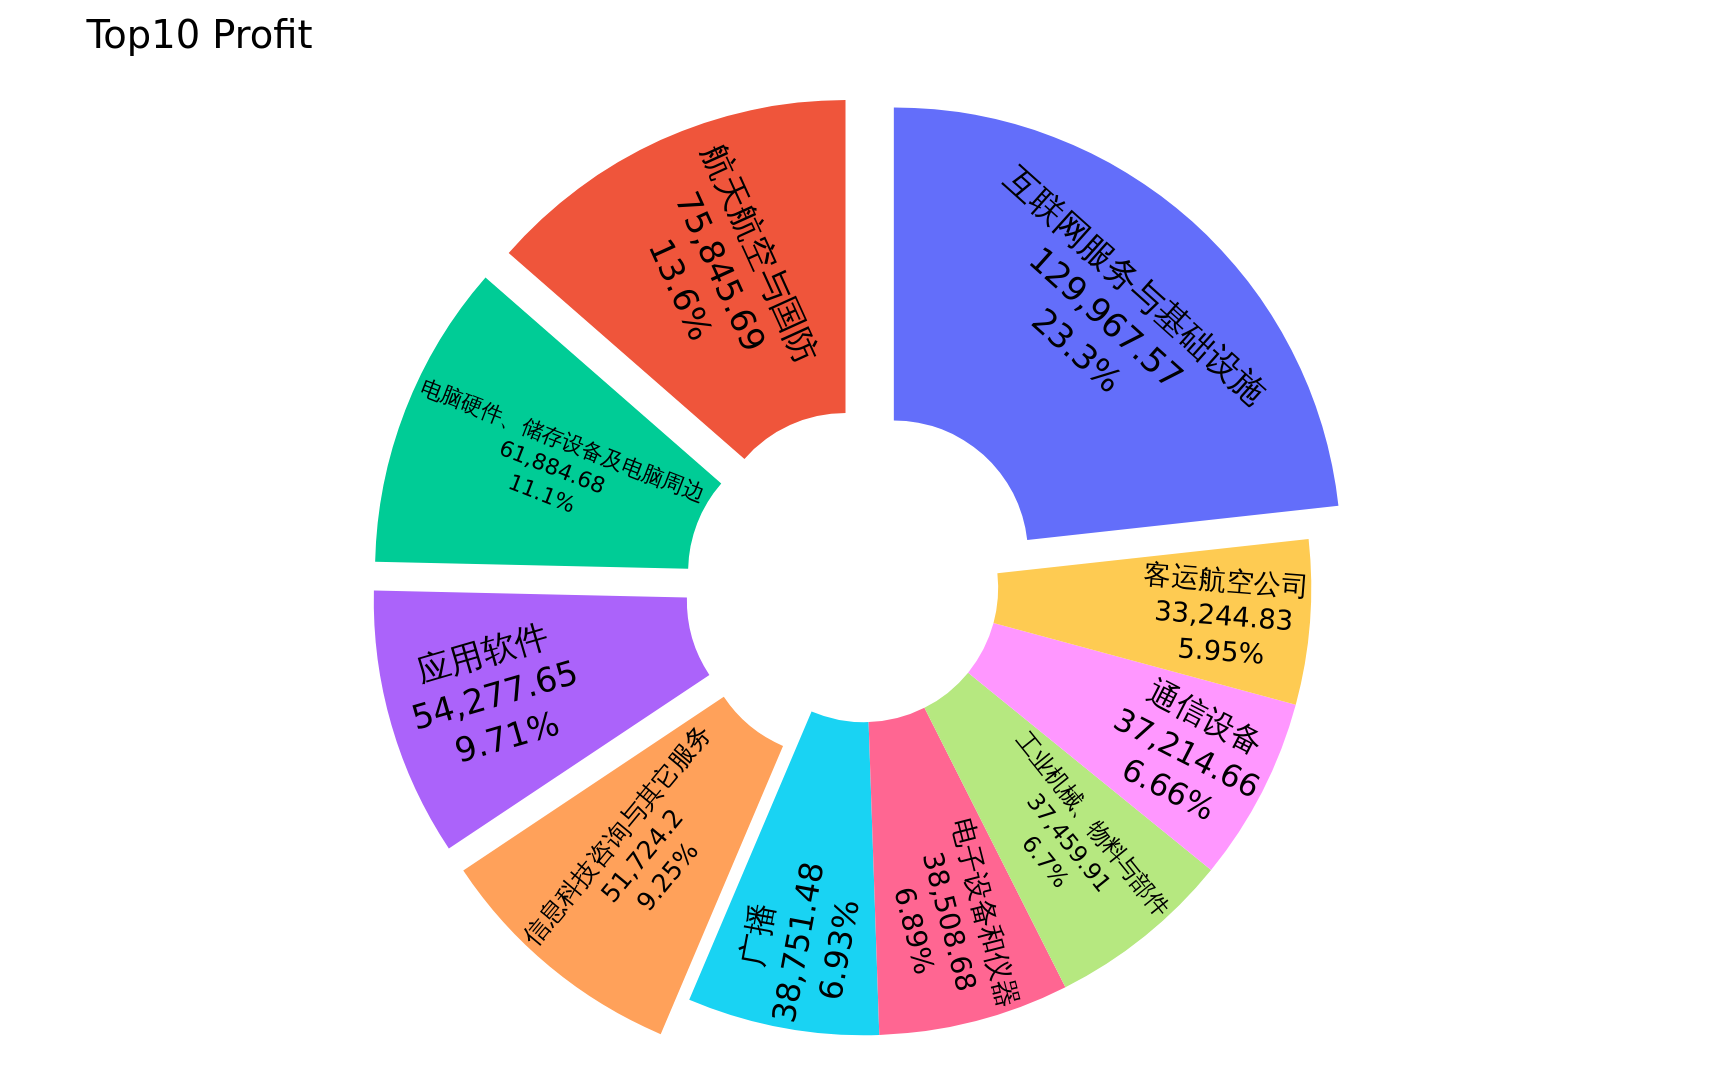 Top10 Profit
互联网服务与基础设施
129,967.57
23.3%
航天航空与国防
75,845.69
13.6%
电脑硬件、储存设备及电脑周边
61,884.68
11.1%
应用软件
54,277.65
9.71%
信息科技咨询与其它服务
51,724.2
9.25%
广播
38,751.48
6.93%
电子设备和仪器
38,508.68
6.89%
工业机械、物料与部件
37,459.91
6.7%
通信设备
37,214.66
6.66%
客运航空公司
33,244.83
5.95%